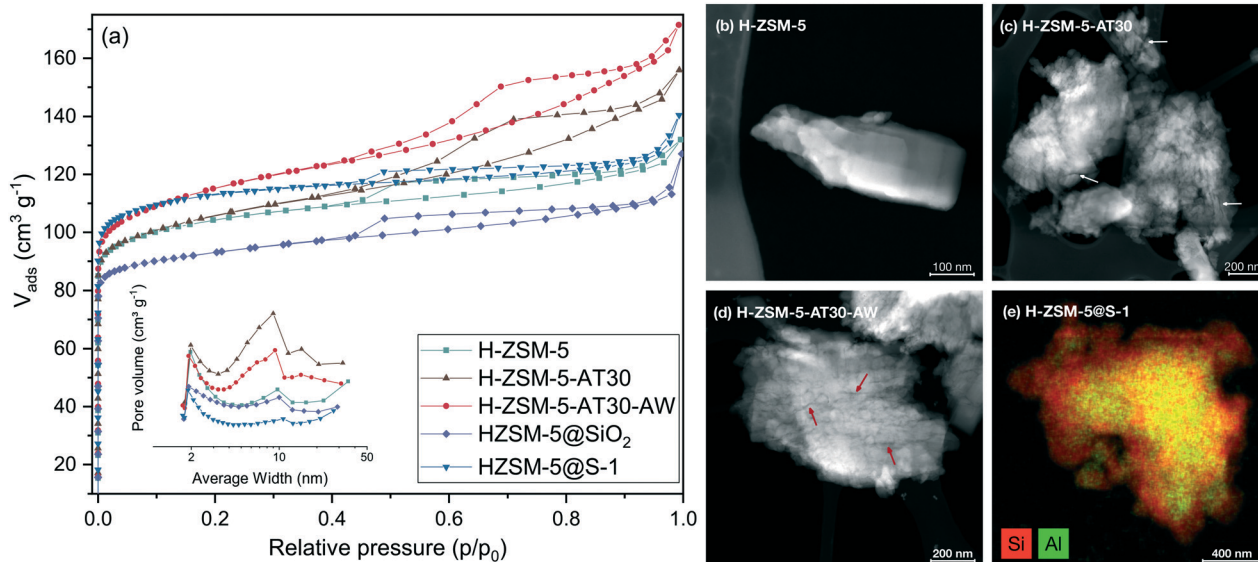 (a)
V_ads (cm³ g⁻¹)
160
140
120
100
80
60
40
20
0.0 0.2 0.4 0.6 0.8 1.0
Relative pressure (p/p₀)
Pore volume (cm³ g⁻¹)
2 10 50
Average Width (nm)
H-ZSM-5
H-ZSM-5-AT30
H-ZSM-5-AT30-AW
HZSM-5@SiO₂
HZSM-5@S-1
(b) H-ZSM-5
100 nm
(c) H-ZSM-5-AT30
200 nm
(d) H-ZSM-5-AT30-AW
200 nm
(e) H-ZSM-5@S-1
Si Al
400 nm